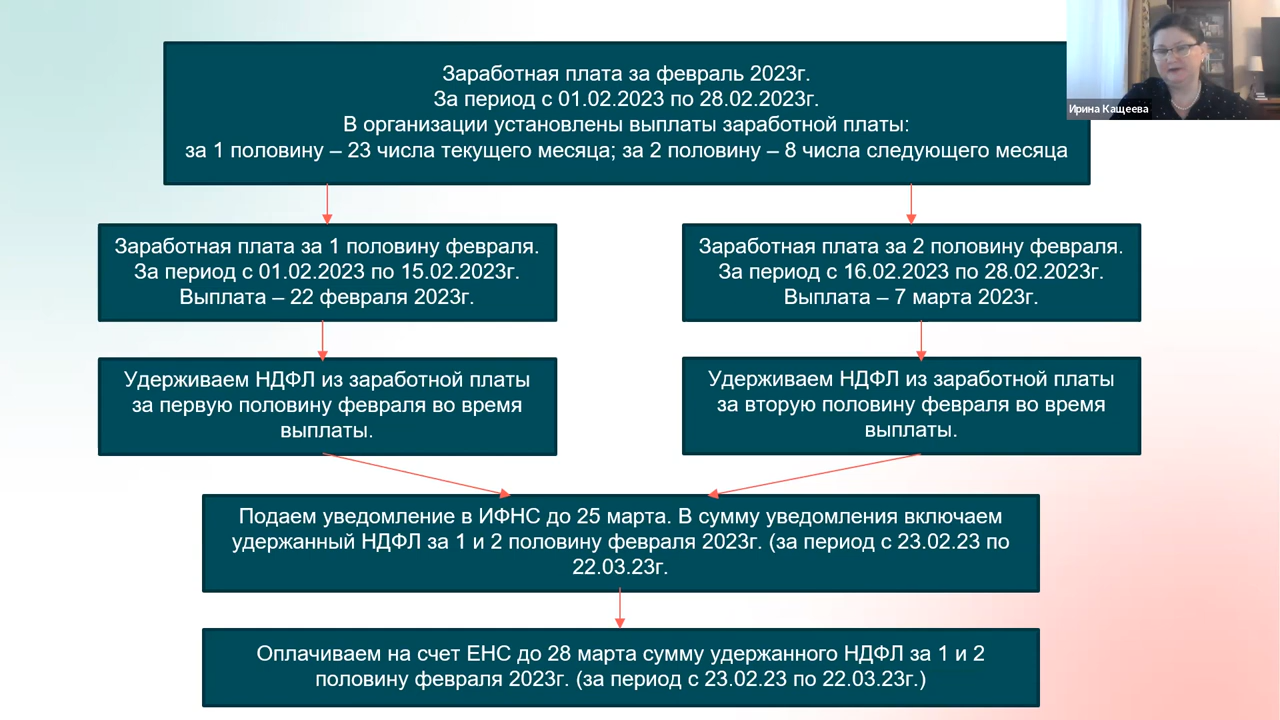 Заработная плата за февраль 2023г.
За период с 01.02.2023 по 28.02.2023г.
В организации установлены выплаты заработной платы:
за 1 половину – 23 числа текущего месяца; за 2 половину – 8 числа следующего месяца
Ирина Кащеева
Заработная плата за 1 половину февраля.
За период с 01.02.2023 по 15.02.2023г.
Выплата – 22 февраля 2023г.
Заработная плата за 2 половину февраля.
За период с 16.02.2023 по 28.02.2023г.
Выплата – 7 марта 2023г.
Удерживаем НДФЛ из заработной платы
за первую половину февраля во время
выплаты.
Удерживаем НДФЛ из заработной платы
за вторую половину февраля во время
выплаты.
Подаем уведомление в ИФНС до 25 марта. В сумму уведомления включаем
удержанный НДФЛ за 1 и 2 половину февраля 2023г. (за период с 23.02.23 по
22.03.23г.
Оплачиваем на счет ЕНС до 28 марта сумму удержанного НДФЛ за 1 и 2
половину февраля 2023г. (за период с 23.02.23 по 22.03.23г.)